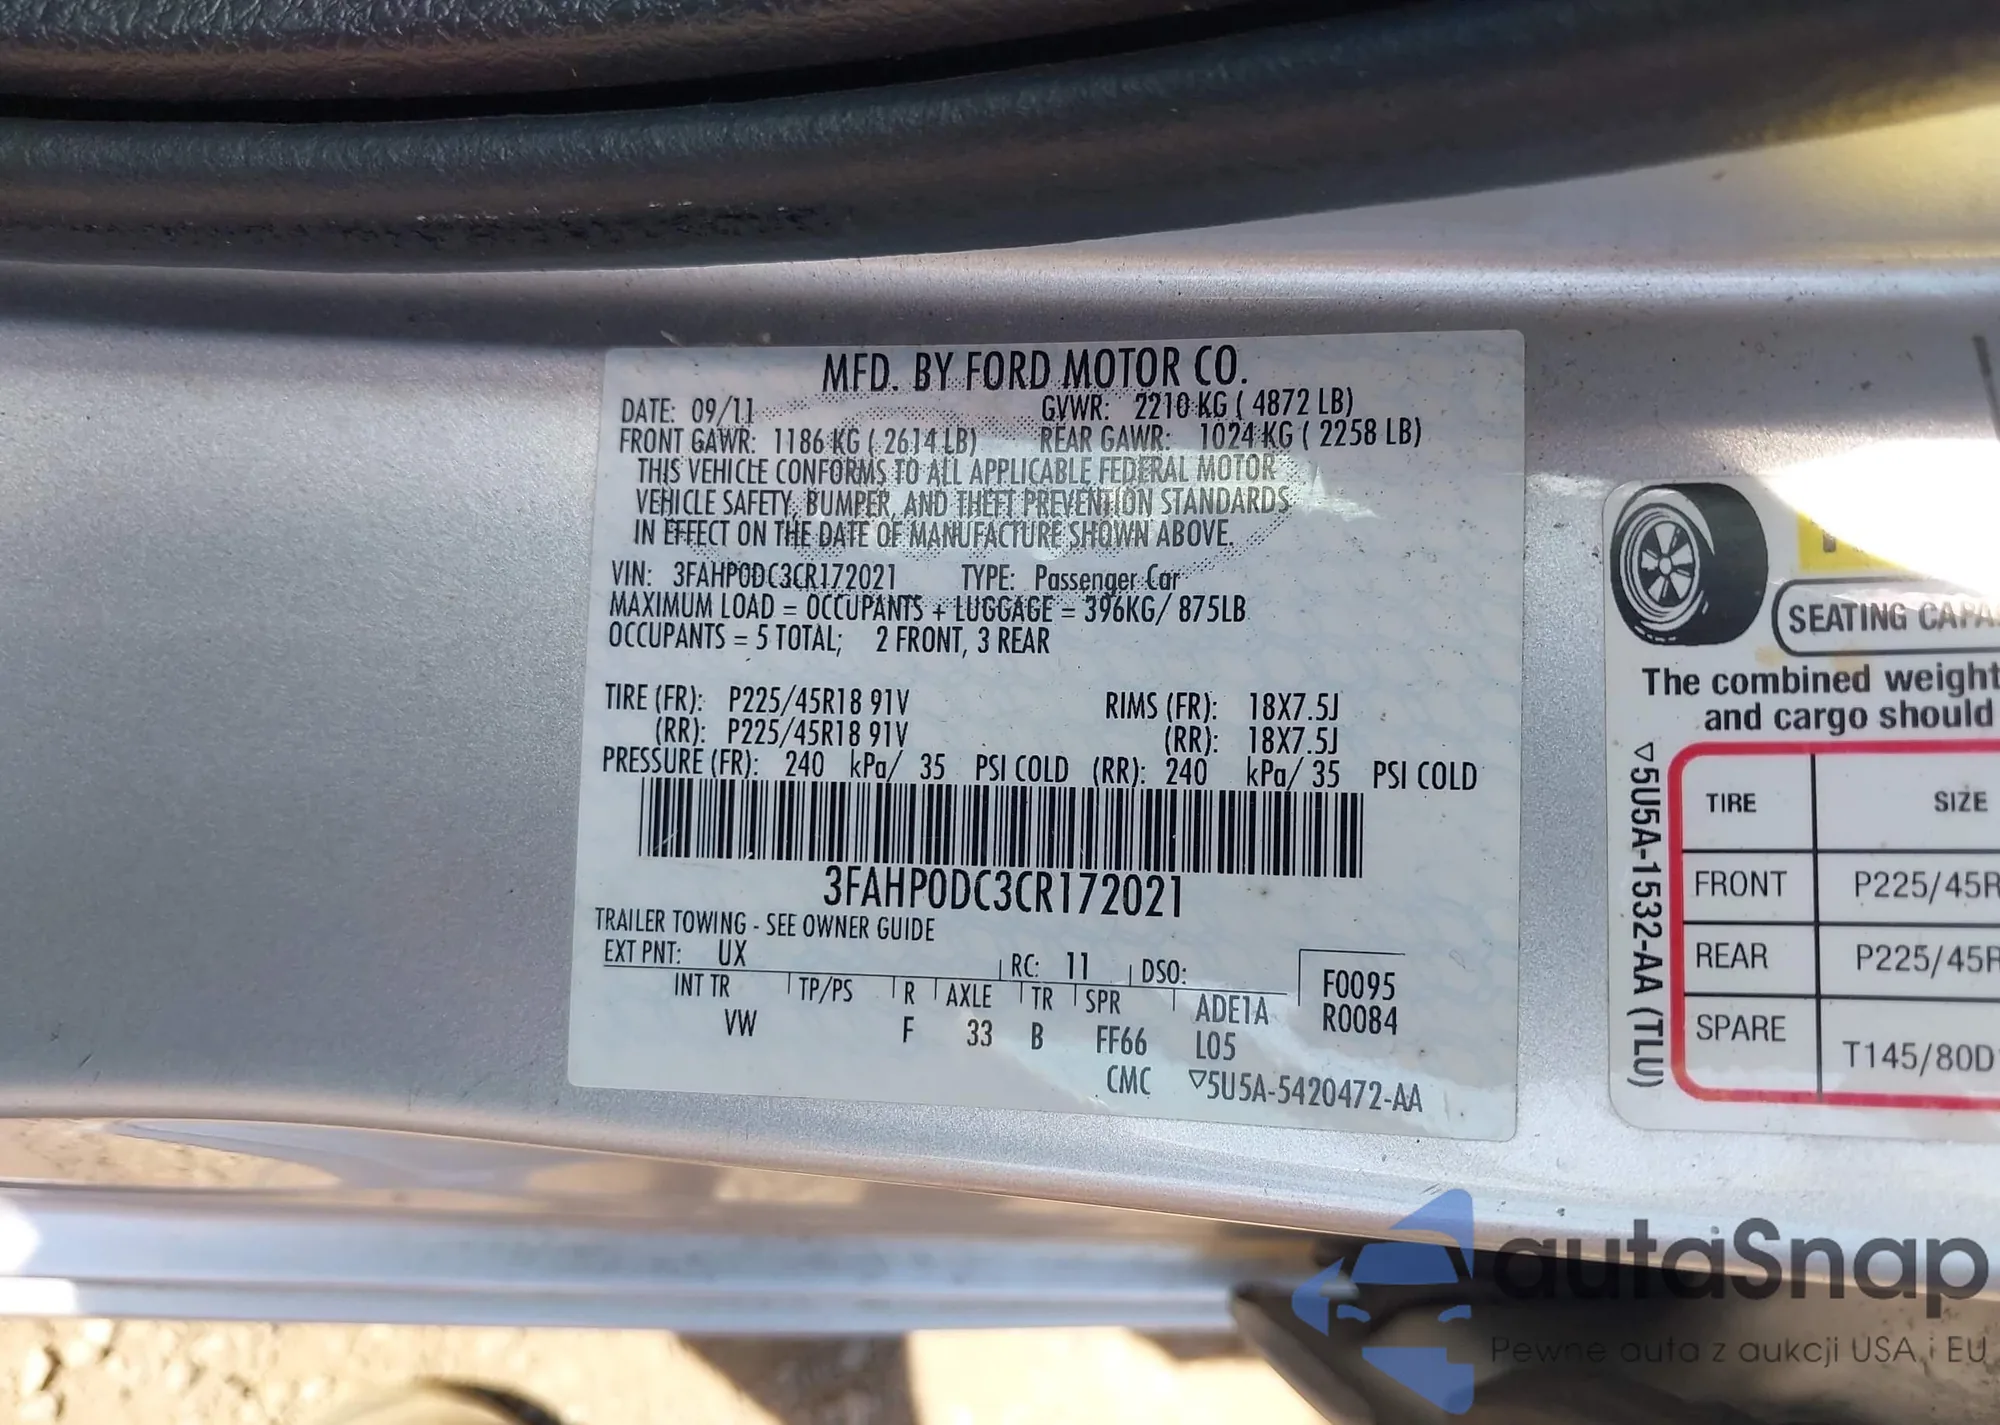 MFD. BY FORD MOTOR CO.
DATE: 09/11 GVWR: 2210 KG ( 4872 LB)
FRONT GAWR: 1186 KG ( 2614 LB) REAR GAWR: 1024 KG ( 2258 LB)
THIS VEHICLE CONFORMS TO ALL APPLICABLE FEDERAL MOTOR
VEHICLE SAFETY, BUMPER, AND THEFT PREVENTION STANDARDS
IN EFFECT ON THE DATE OF MANUFACTURE SHOWN ABOVE.
VIN: 3FAHP0DC3CR172021 TYPE: Passenger Car
MAXIMUM LOAD = OCCUPANTS + LUGGAGE = 396KG/ 875LB
OCCUPANTS = 5 TOTAL; 2 FRONT, 3 REAR
TIRE (FR): P225/45R18 91V RIMS (FR): 18X7.5J
(RR): P225/45R18 91V (RR): 18X7.5J
PRESSURE (FR): 240 kPa/ 35 PSI COLD (RR): 240 kPa/ 35 PSI COLD
3FAHP0DC3CR172021
TRAILER TOWING - SEE OWNER GUIDE
EXT PNT: UX RC: 11 DSO:
F0095
R0084
INT TR TP/PS R AXLE TR SPR ADE1A
VW F 33 B FF66 L05
CMC ▽5U5A-5420472-AA
SEATING CAPA
The combined weight
and cargo should
▽5U5A-1532-AA (TLU)
TIRE SIZE
FRONT P225/45R
REAR P225/45R
SPARE T145/80D
autaSnap
Pewne auta z aukcji USA i EU